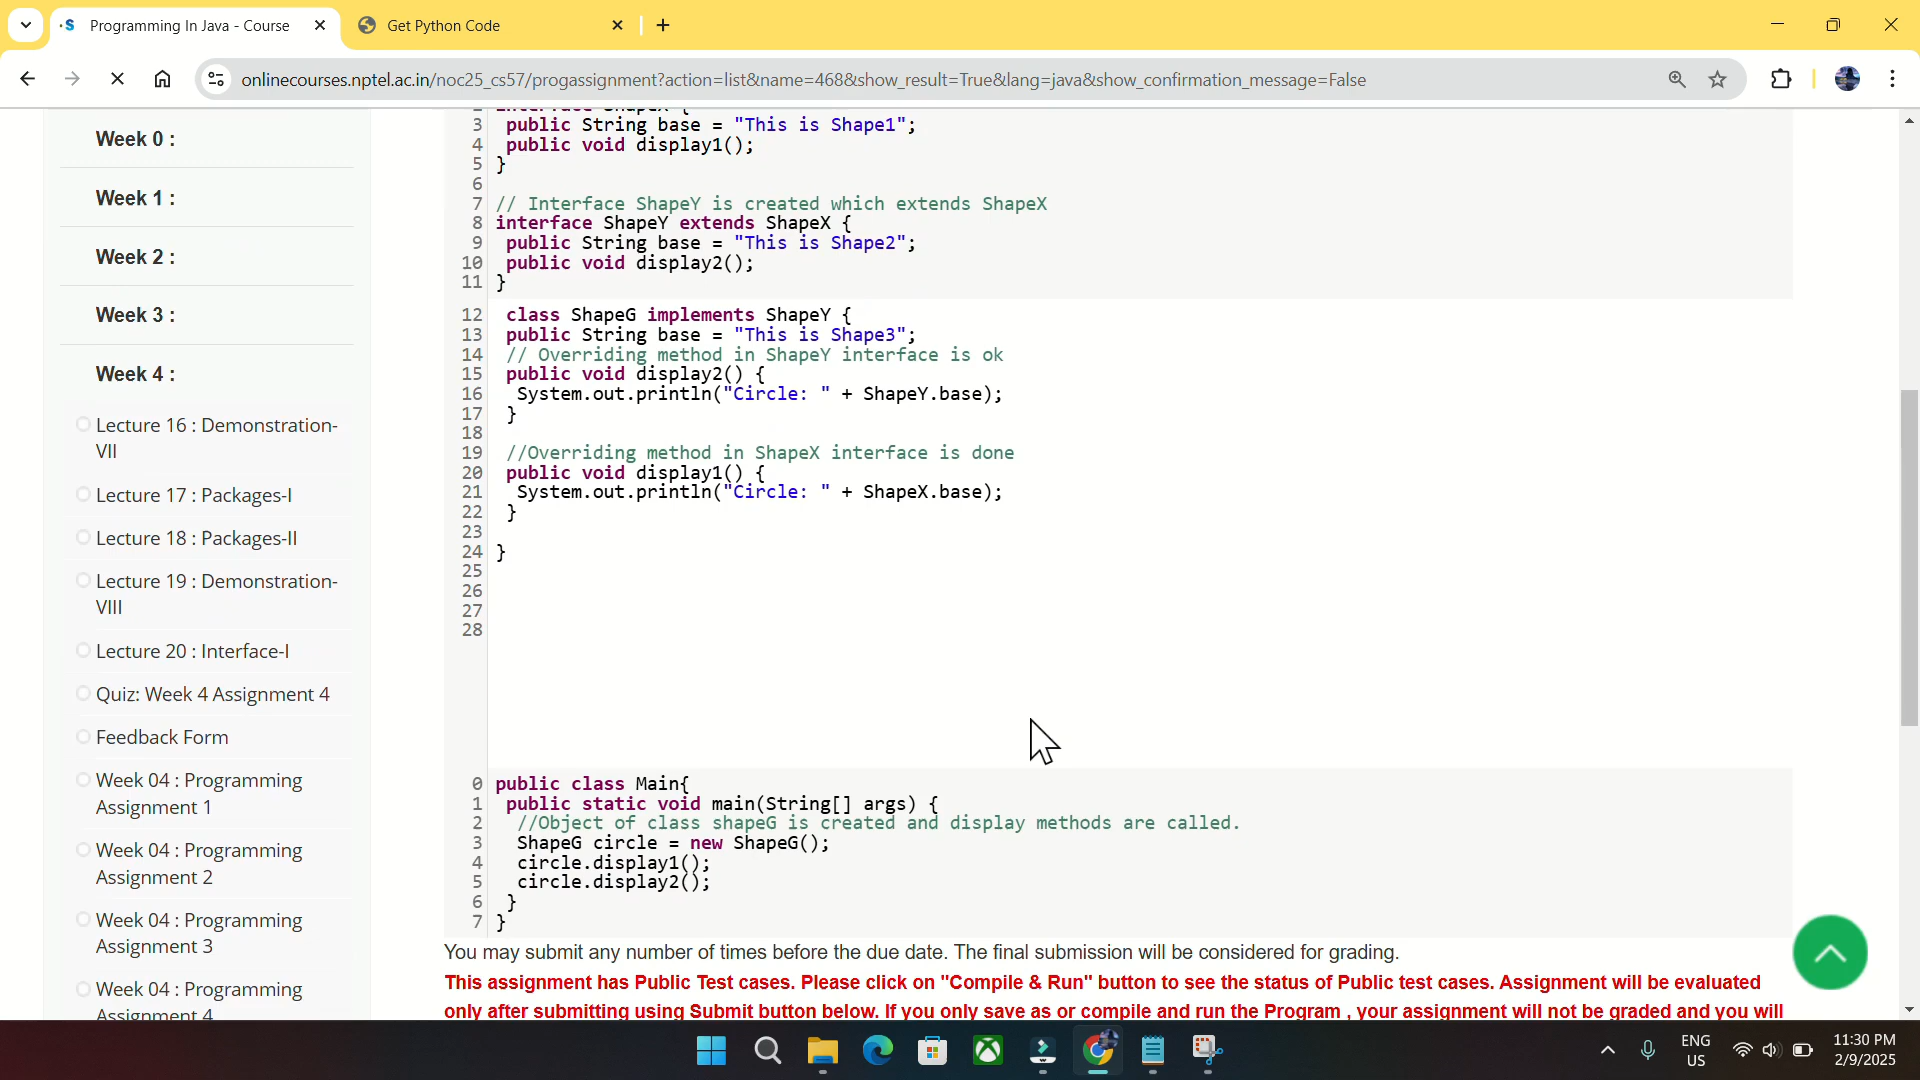 Programming In Java - Course
Get Python Code
onlinecourses.nptel.ac.in/noc25_cs57/progassignment?action=list&name=468&show_result=True&lang=java&show_confirmation_message=False
Week 0 :
Week 1 :
Week 2 :
Week 3 :
Week 4 :
Lecture 16 : Demonstration-
VII
Lecture 17 : Packages-I
Lecture 18 : Packages-II
Lecture 19 : Demonstration-
VIII
Lecture 20 : Interface-I
Quiz: Week 4 Assignment 4
Feedback Form
Week 04 : Programming
Assignment 1
Week 04 : Programming
Assignment 2
Week 04 : Programming
Assignment 3
Week 04 : Programming
Assignment 4
2 interface ShapeX {
3 public String base = "This is Shape1";
4 public void display1();
5 }
6
7 // Interface ShapeY is created which extends ShapeX
8 interface ShapeY extends ShapeX {
9 public String base = "This is Shape2";
10 public void display2();
11 }
12 class ShapeG implements ShapeY {
13 public String base = "This is Shape3";
14 // Overriding method in ShapeY interface is ok
15 public void display2() {
16 System.out.println("Circle: " + ShapeY.base);
17 }
18
19 //Overriding method in ShapeX interface is done
20 public void display1() {
21 System.out.println("Circle: " + ShapeX.base);
22 }
23
24 }
25
26
27
28
0 public class Main{
1 public static void main(String[] args) {
2 //Object of class shapeG is created and display methods are called.
3 ShapeG circle = new ShapeG();
4 circle.display1();
5 circle.display2();
6 }
7 }
You may submit any number of times before the due date. The final submission will be considered for grading.
This assignment has Public Test cases. Please click on "Compile & Run" button to see the status of Public test cases. Assignment will be evaluated
only after submitting using Submit button below. If you only save as or compile and run the Program , your assignment will not be graded and you will
ENG
US
11:30 PM
2/9/2025